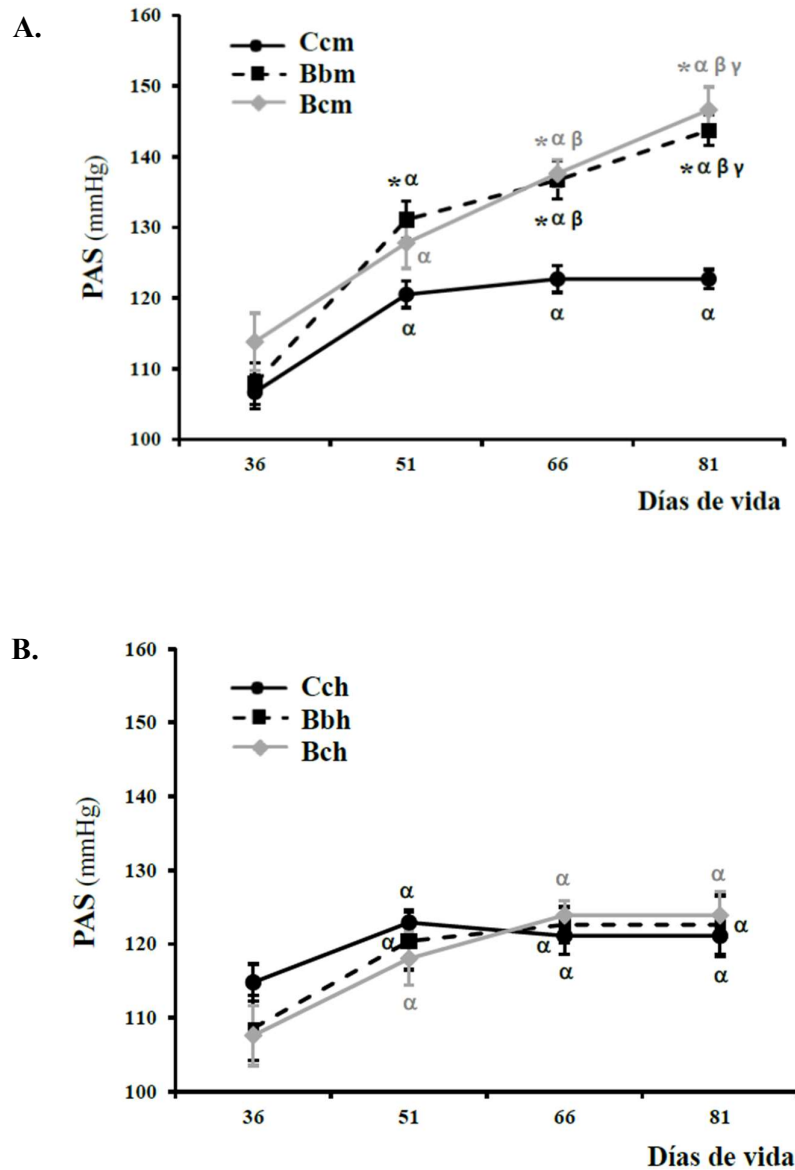 A.
160
150
140
130
120
110
100
PAS (mmHg)
Ccm
Bbm
Bcm
* α β γ
* α β γ
* α β
* α β
* α
α
α
α
α
36 51 66 81
Días de vida
B.
160
150
140
130
120
110
100
PAS (mmHg)
Cch
Bbh
Bch
α
α
α
α
α
α
α
α
α
36 51 66 81
Días de vida